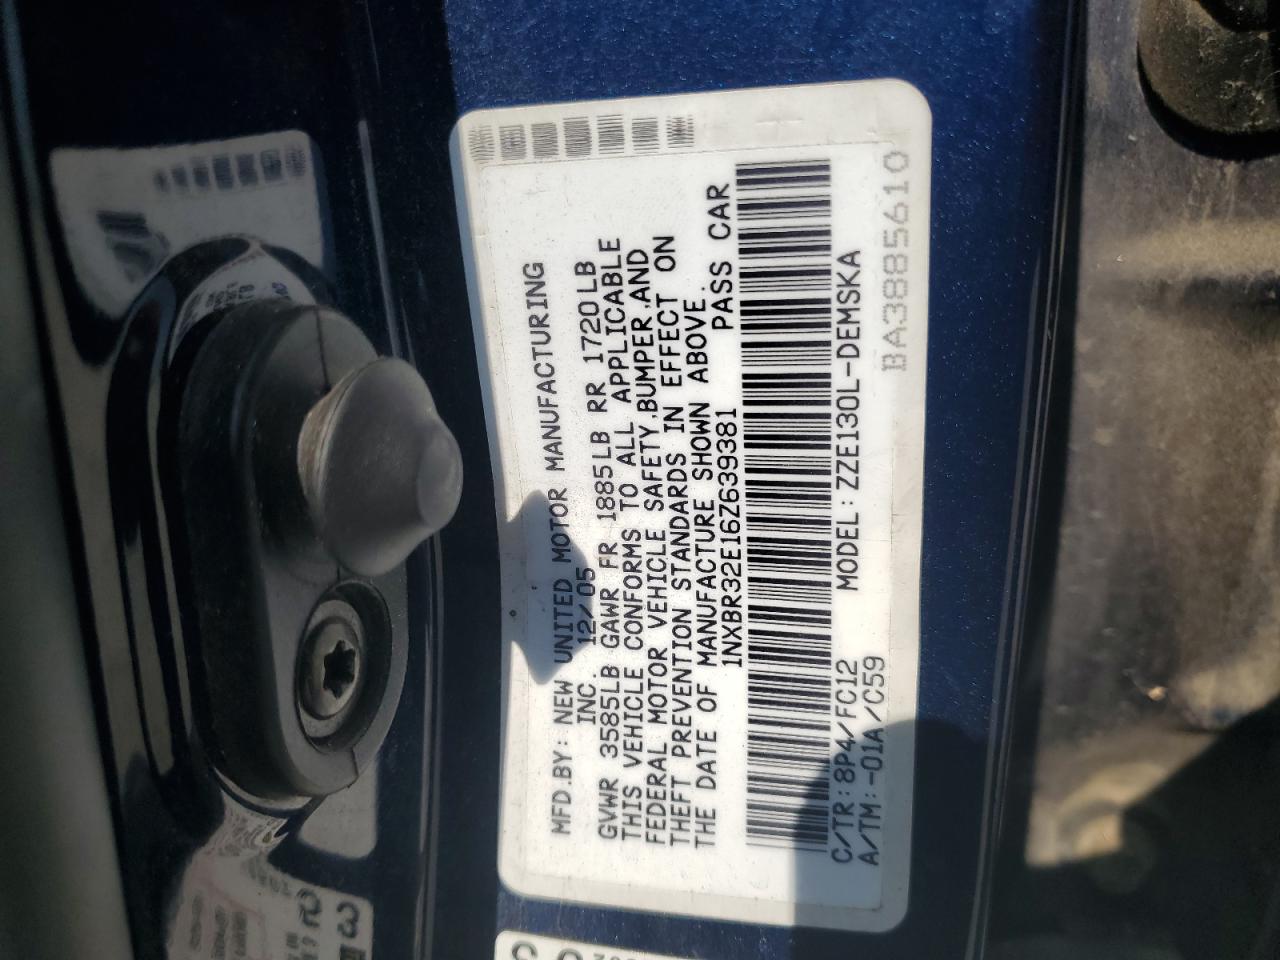 MFD.BY: NEW UNITED MOTOR MANUFACTURING
INC. 12/05
GVWR 3585LB GAWR FR 1885LB RR 1720LB
THIS VEHICLE CONFORMS TO ALL APPLICABLE
FEDERAL MOTOR VEHICLE SAFETY,BUMPER,AND
THEFT PREVENTION STANDARDS IN EFFECT ON
THE DATE OF MANUFACTURE SHOWN ABOVE.
1NXBR32E16Z639381 PASS CAR
C/TR:8P4/FC12 MODEL:ZZE130L-DEMSKA
A/TM:-01A/C59
BA3885610